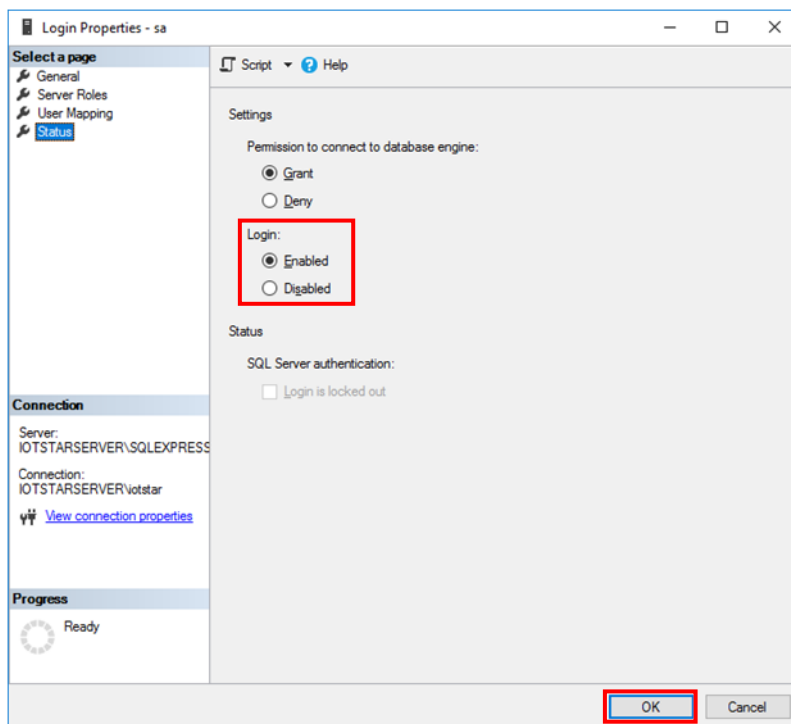 Login Properties - sa
Select a page
General
Server Roles
User Mapping
Status
Script
Help
Settings
Permission to connect to database engine:
Grant
Deny
Login:
Enabled
Disabled
Status
SQL Server authentication:
Login is locked out
Connection
Server:
IOTSTARSERVER\SQLEXPRESS
Connection:
IOTSTARSERVER\iotstar
View connection properties
Progress
Ready
OK
Cancel